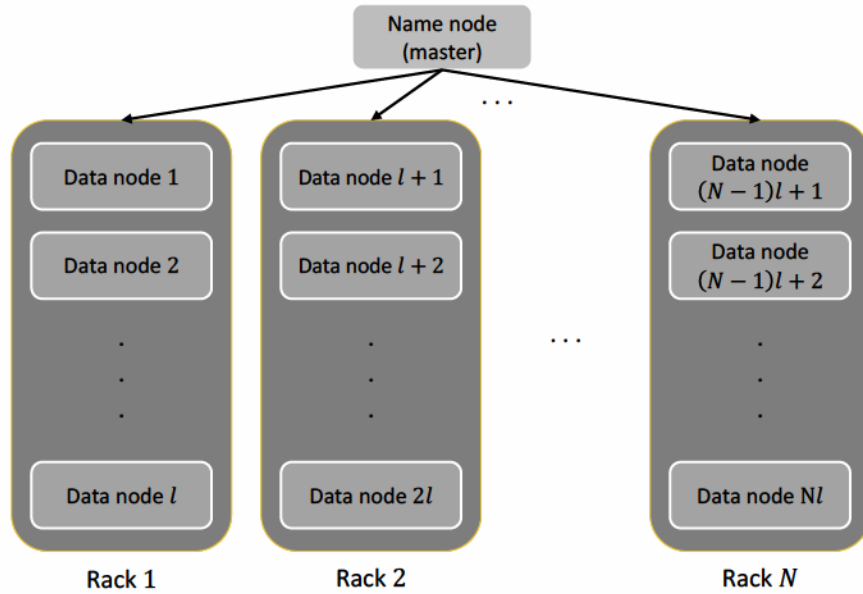 Name node
(master)
. . .
Data node 1
Data node l + 1
Data node
(N − 1)l + 1
Data node 2
Data node l + 2
Data node
(N − 1)l + 2
. . .
Data node l
Data node 2l
Data node Nl
Rack 1
Rack 2
Rack N